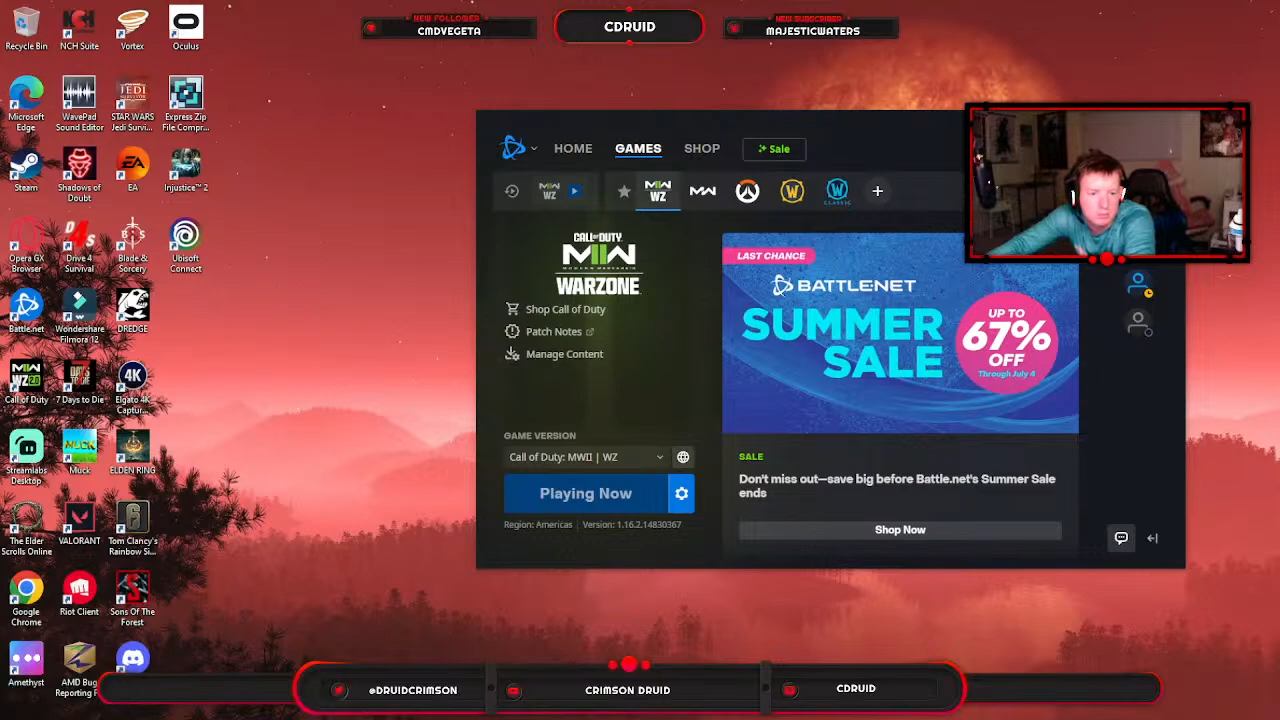 NEW FOLLOWER
CMDVEGETA
CDRUID
NEW SUBSCRIBER
MAJESTICWATERS
Recycle Bin
NCH Suite
Vortex
Oculus
Microsoft
Edge
WavePad
Sound Editor
STAR WARS
Jedi Survi...
Express Zip
File Compr...
Steam
Shadows of
Doubt
EA
Injustice™ 2
Opera GX
Browser
Drive 4
Survival
Blade &
Sorcery
Ubisoft
Connect
Battle.net
Wondershare
Filmora 12
DREDGE
Call of Duty
7 Days to Die
Elgato 4K
Captur...
Streamlabs
Desktop
Muck
ELDEN RING
The Elder
Scrolls Online
VALORANT
Tom Clancy's
Rainbow Si...
Google
Chrome
Riot Client
Sons Of The
Forest
Amethyst
AMD Bug
Reporting
HOME
GAMES
SHOP
Sale
MWII
WZ
MWII
WZ
MW
CLASSIC
CALL OF DUTY
MWII
MODERN WARFARE II
WARZONE
Shop Call of Duty
Patch Notes
Manage Content
GAME VERSION
Call of Duty: MWII | WZ
Playing Now
Region: Americas | Version: 1.16.2.14830367
LAST CHANCE
BATTLE.NET
SUMMER
SALE
UP TO
67%
OFF
Through July 4
SALE
Don't miss out—save big before Battle.net's Summer Sale
ends
Shop Now
@DRUIDCRIMSON
CRIMSON DRUID
CDRUID